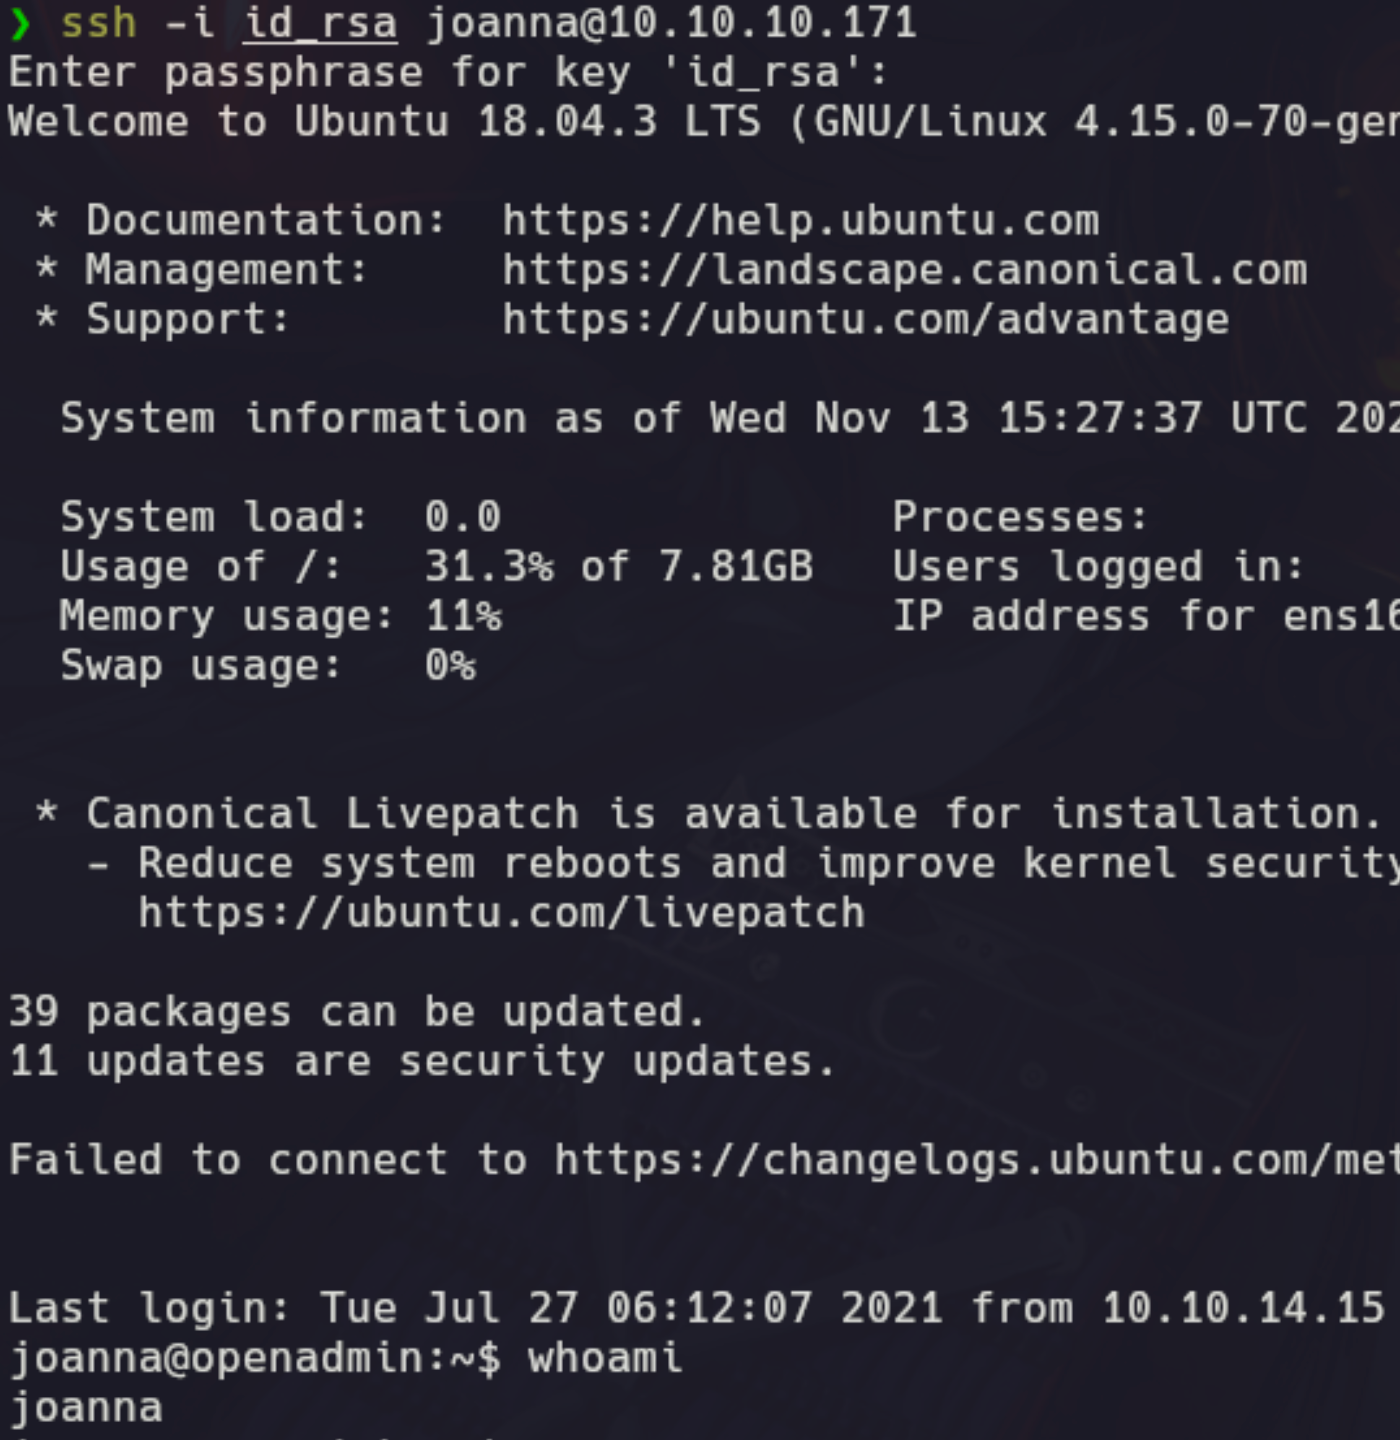 ❯ ssh -i id_rsa joanna@10.10.10.171
Enter passphrase for key 'id_rsa':
Welcome to Ubuntu 18.04.3 LTS (GNU/Linux 4.15.0-70-gen
* Documentation:  https://help.ubuntu.com
* Management:     https://landscape.canonical.com
* Support:        https://ubuntu.com/advantage
System information as of Wed Nov 13 15:27:37 UTC 202
System load:  0.0               Processes:
Usage of /:   31.3% of 7.81GB   Users logged in:
Memory usage: 11%               IP address for ens16
Swap usage:   0%
* Canonical Livepatch is available for installation.
- Reduce system reboots and improve kernel security
https://ubuntu.com/livepatch
39 packages can be updated.
11 updates are security updates.
Failed to connect to https://changelogs.ubuntu.com/met
Last login: Tue Jul 27 06:12:07 2021 from 10.10.14.15
joanna@openadmin:~$ whoami
joanna